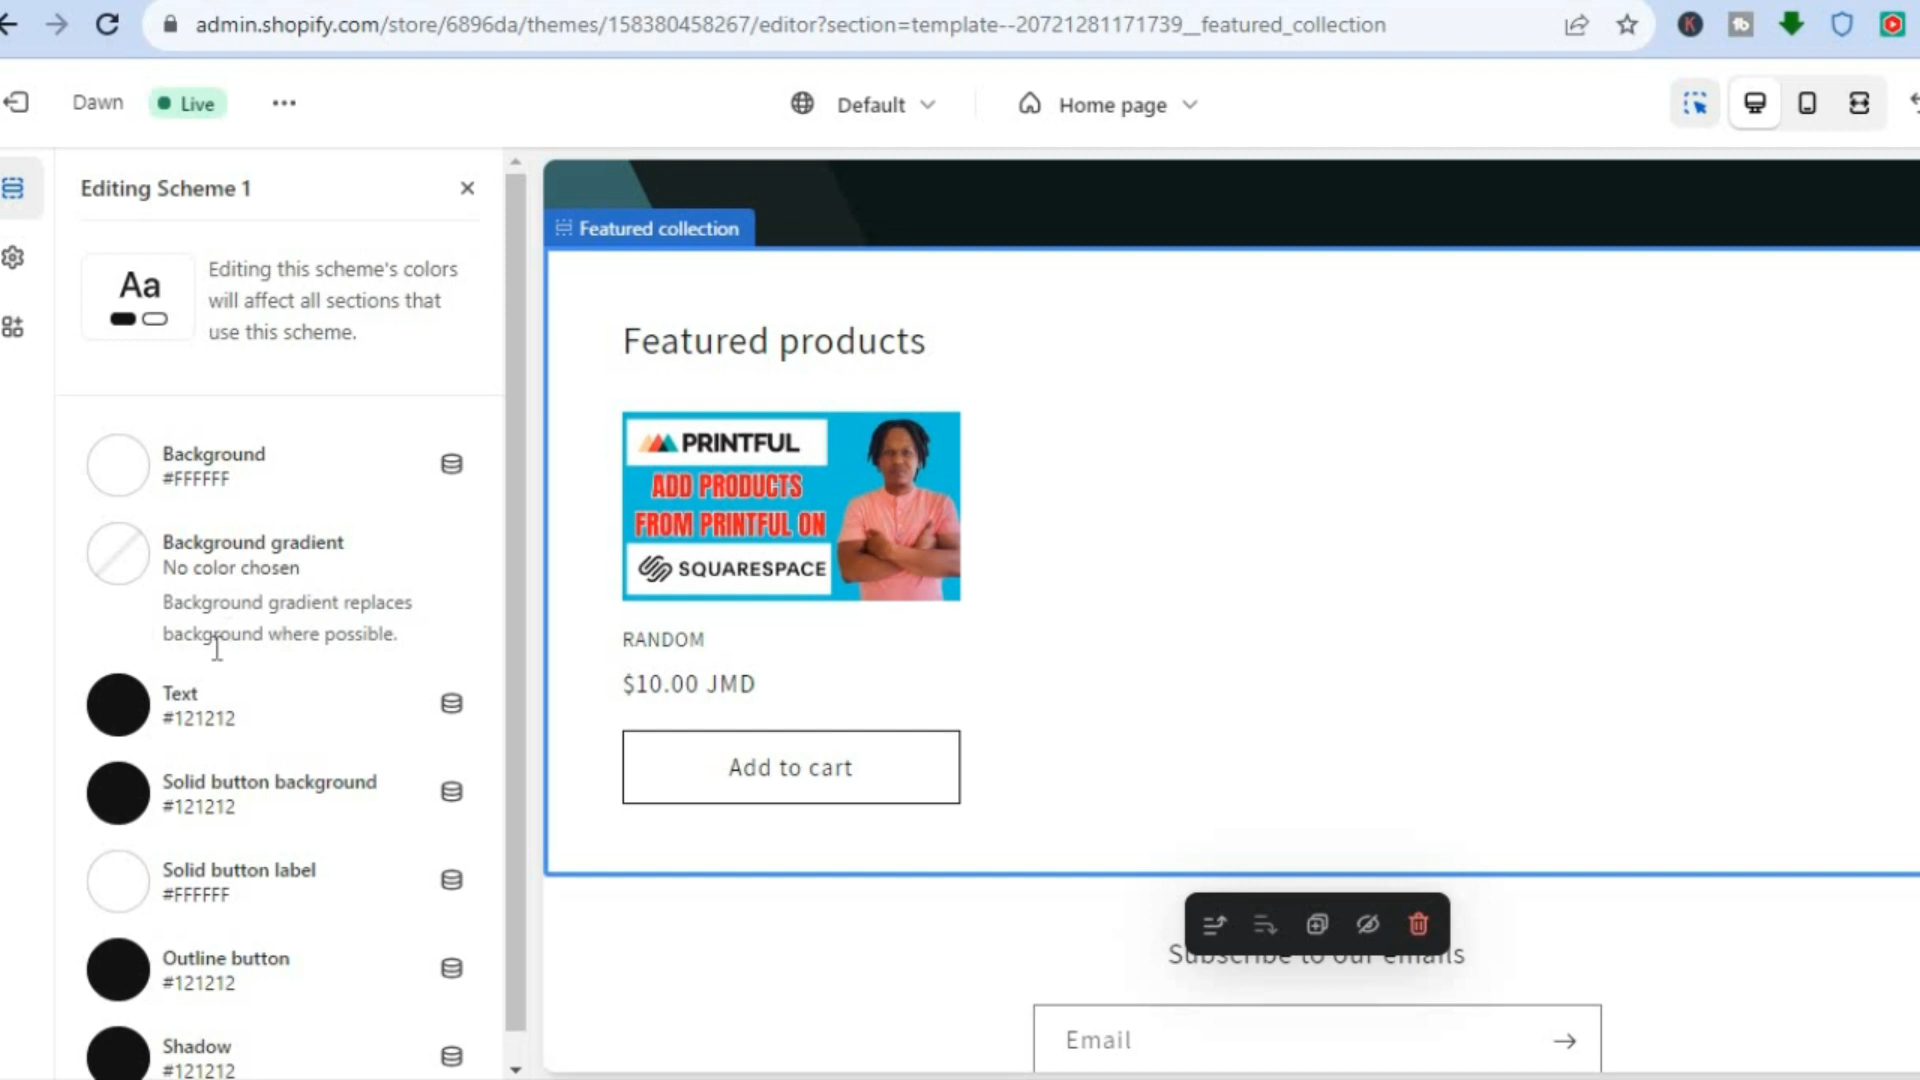 admin.shopify.com/store/6896da/themes/158380458267/editor?section=template--20721281171739__featured_collection
Dawn
Live
Default
Home page
Editing Scheme 1
Aa
Editing this scheme's colors
will affect all sections that
use this scheme.
Background
#FFFFFF
Background gradient
No color chosen
Background gradient replaces
background where possible.
Text
#121212
Solid button background
#121212
Solid button label
#FFFFFF
Outline button
#121212
Shadow
#121212
Featured collection
Featured products
PRINTFUL
ADD PRODUCTS
FROM PRINTFUL ON
SQUARESPACE
RANDOM
$10.00 JMD
Add to cart
Subscribe to our emails
Email